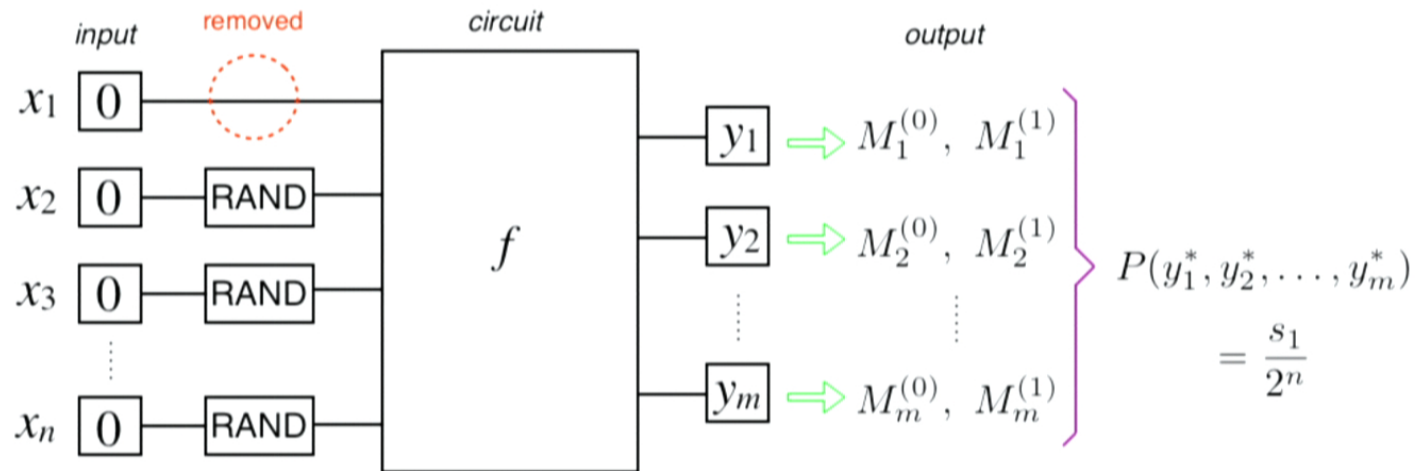 input removed circuit output
x₁ 0 y₁ M₁⁽⁰⁾, M₁⁽¹⁾
x₂ 0 RAND y₂ M₂⁽⁰⁾, M₂⁽¹⁾
f
x₃ 0 RAND
P(y₁*, y₂*, . . . , yₘ*)
= s₁ / 2ⁿ
xₙ 0 RAND yₘ Mₘ⁽⁰⁾, Mₘ⁽¹⁾